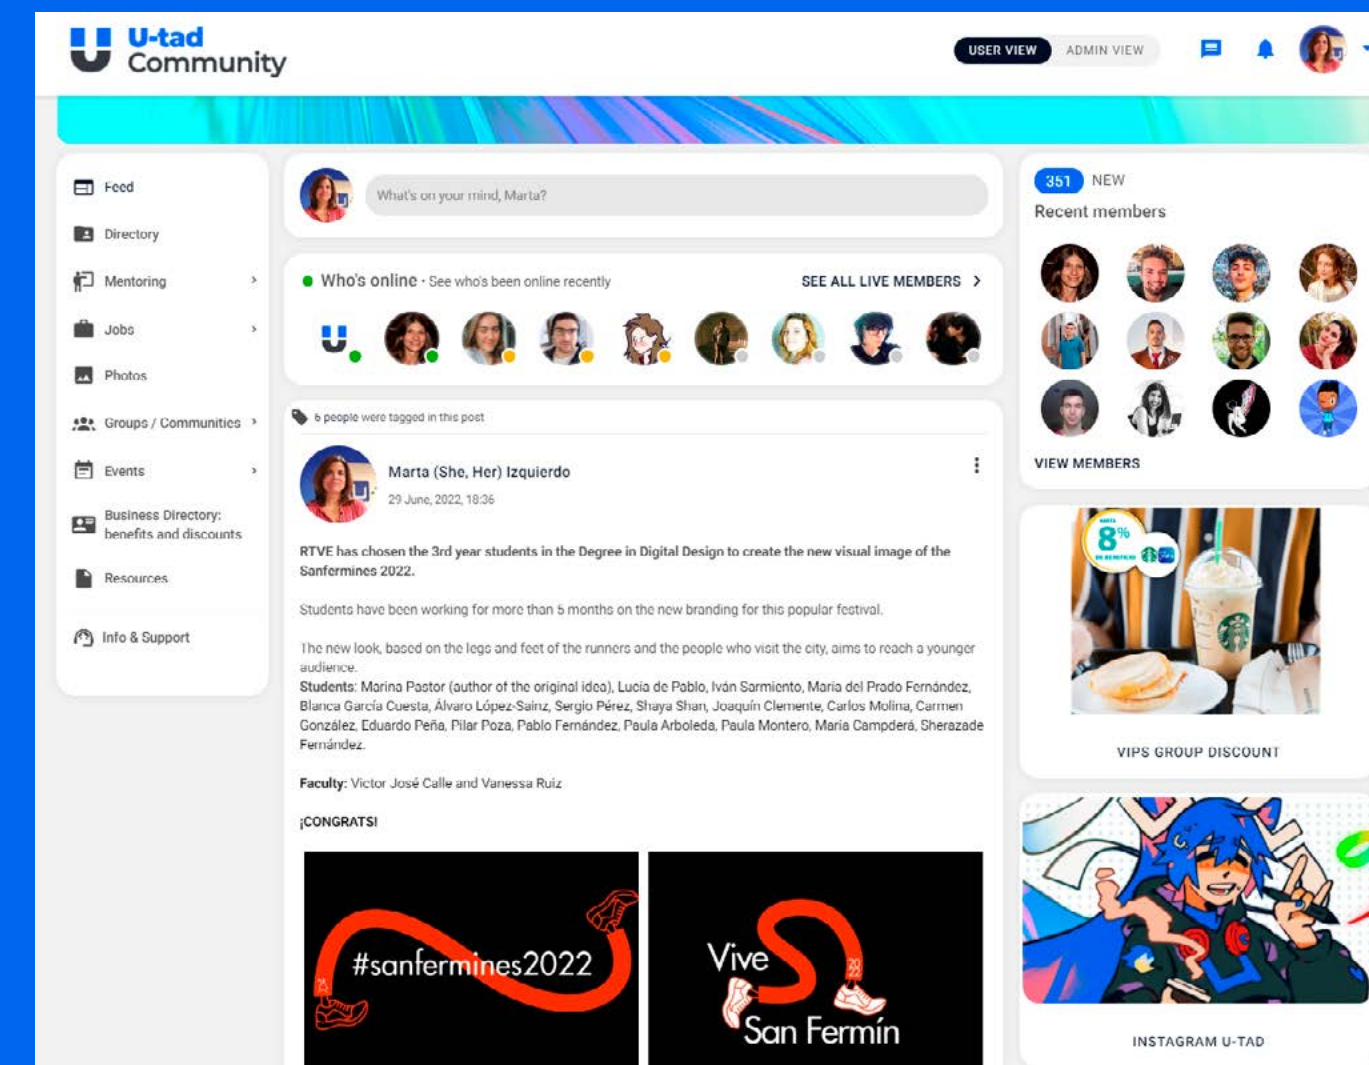 U-tad
Community
USER VIEW
ADMIN VIEW
Feed
Directory
Mentoring
Jobs
Photos
Groups / Communities
Events
Business Directory:
benefits and discounts
Resources
Info & Support
What's on your mind, Marta?
Who's online · See who's been online recently
SEE ALL LIVE MEMBERS
6 people were tagged in this post
Marta (She, Her) Izquierdo
29 June, 2022, 18:36
RTVE has chosen the 3rd year students in the Degree in Digital Design to create the new visual image of the
Sanfermines 2022.
Students have been working for more than 5 months on the new branding for this popular festival.
The new look, based on the legs and feet of the runners and the people who visit the city, aims to reach a younger
audience.
Students: Marina Pastor (author of the original idea), Lucía de Pablo, Iván Sarmiento, María del Prado Fernández,
Blanca García Cuesta, Álvaro López-Sainz, Sergio Pérez, Shaya Shan, Joaquín Clemente, Carlos Molina, Carmen
González, Eduardo Peña, Pilar Poza, Pablo Fernández, Paula Arboleda, Paula Montero, María Campderá, Sherazade
Fernández.
Faculty: Victor José Calle and Vanessa Ruiz
¡CONGRATS!
#sanfermines2022
Vive
2022
San Fermín
351 NEW
Recent members
VIEW MEMBERS
HASTA
8%
DE BENEFICIO
VIPS GROUP DISCOUNT
INSTAGRAM U-TAD